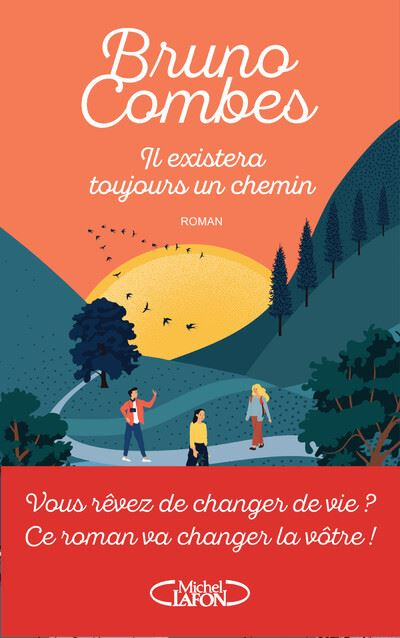 Bruno
Combes
Il existera
toujours un chemin
ROMAN
Vous rêvez de changer de vie ?
Ce roman va changer la vôtre !
Michel
LAFON